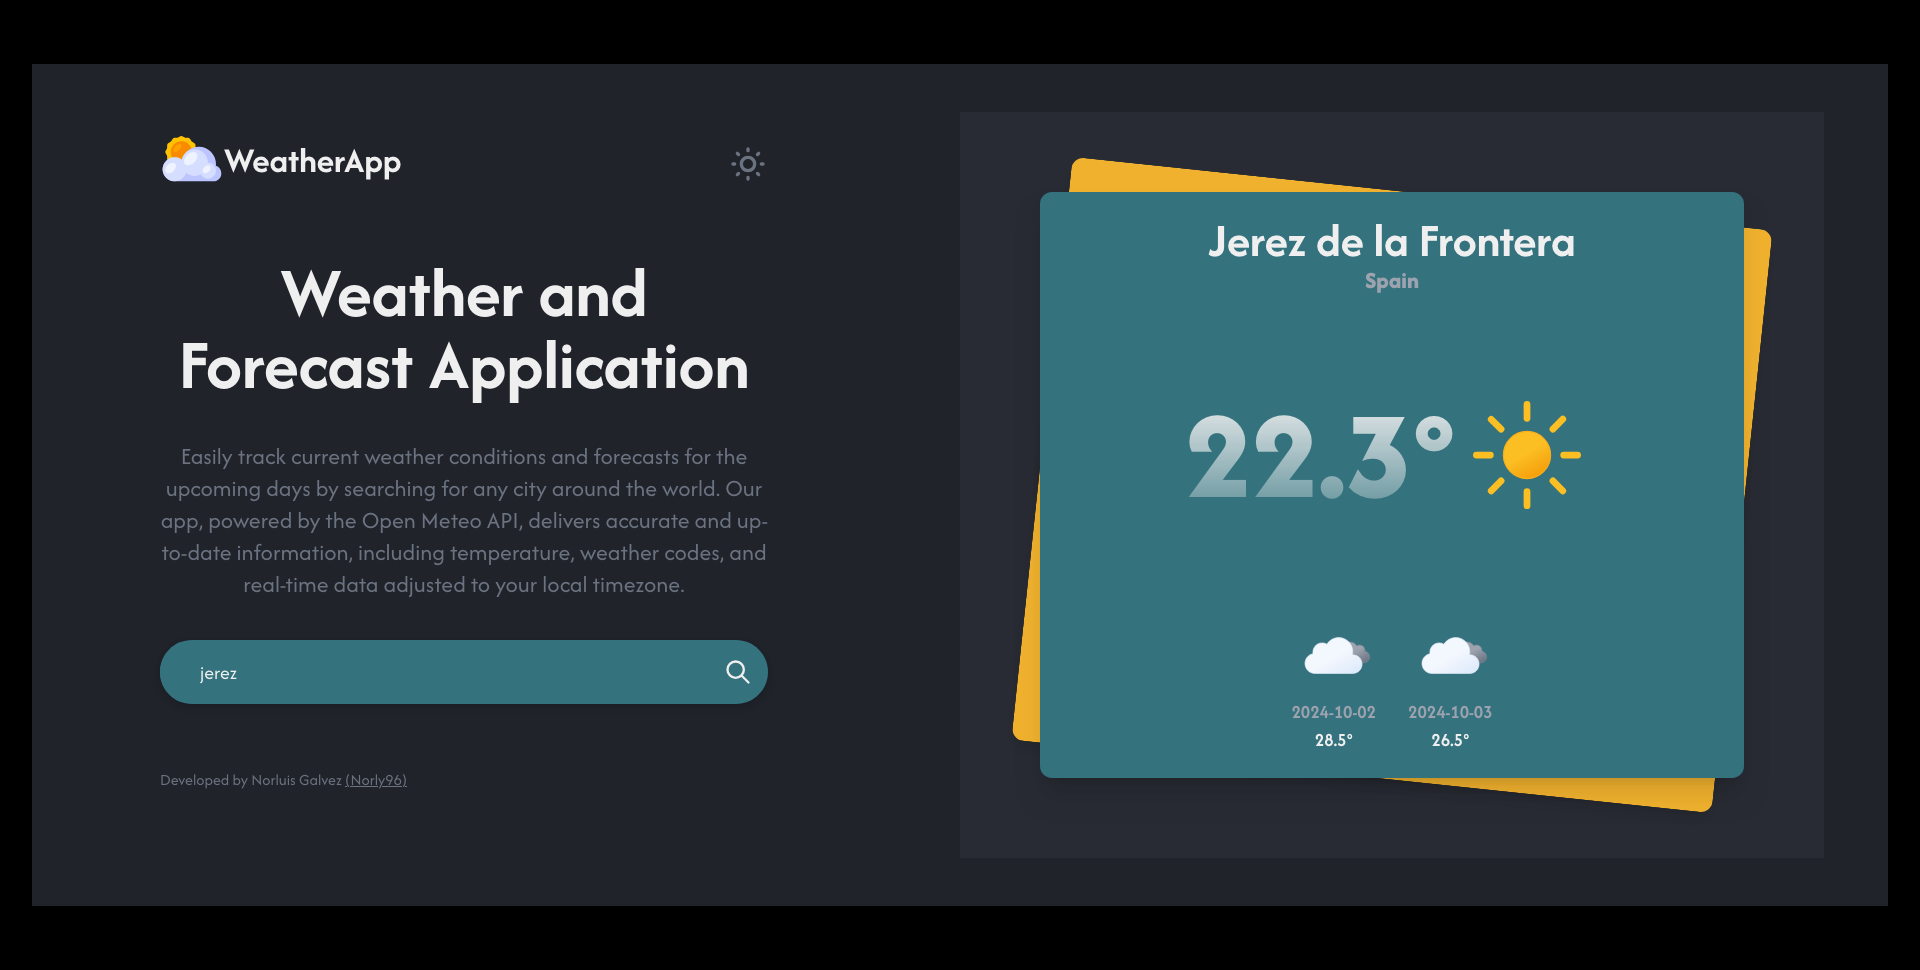 WeatherApp
Weather and
Forecast Application
Easily track current weather conditions and forecasts for the
upcoming days by searching for any city around the world. Our
app, powered by the Open Meteo API, delivers accurate and up-
to-date information, including temperature, weather codes, and
real-time data adjusted to your local timezone.
jerez
Developed by Norluis Galvez (Norly96)
Jerez de la Frontera
Spain
22.3°
2024-10-02 2024-10-03
28.5° 26.5°